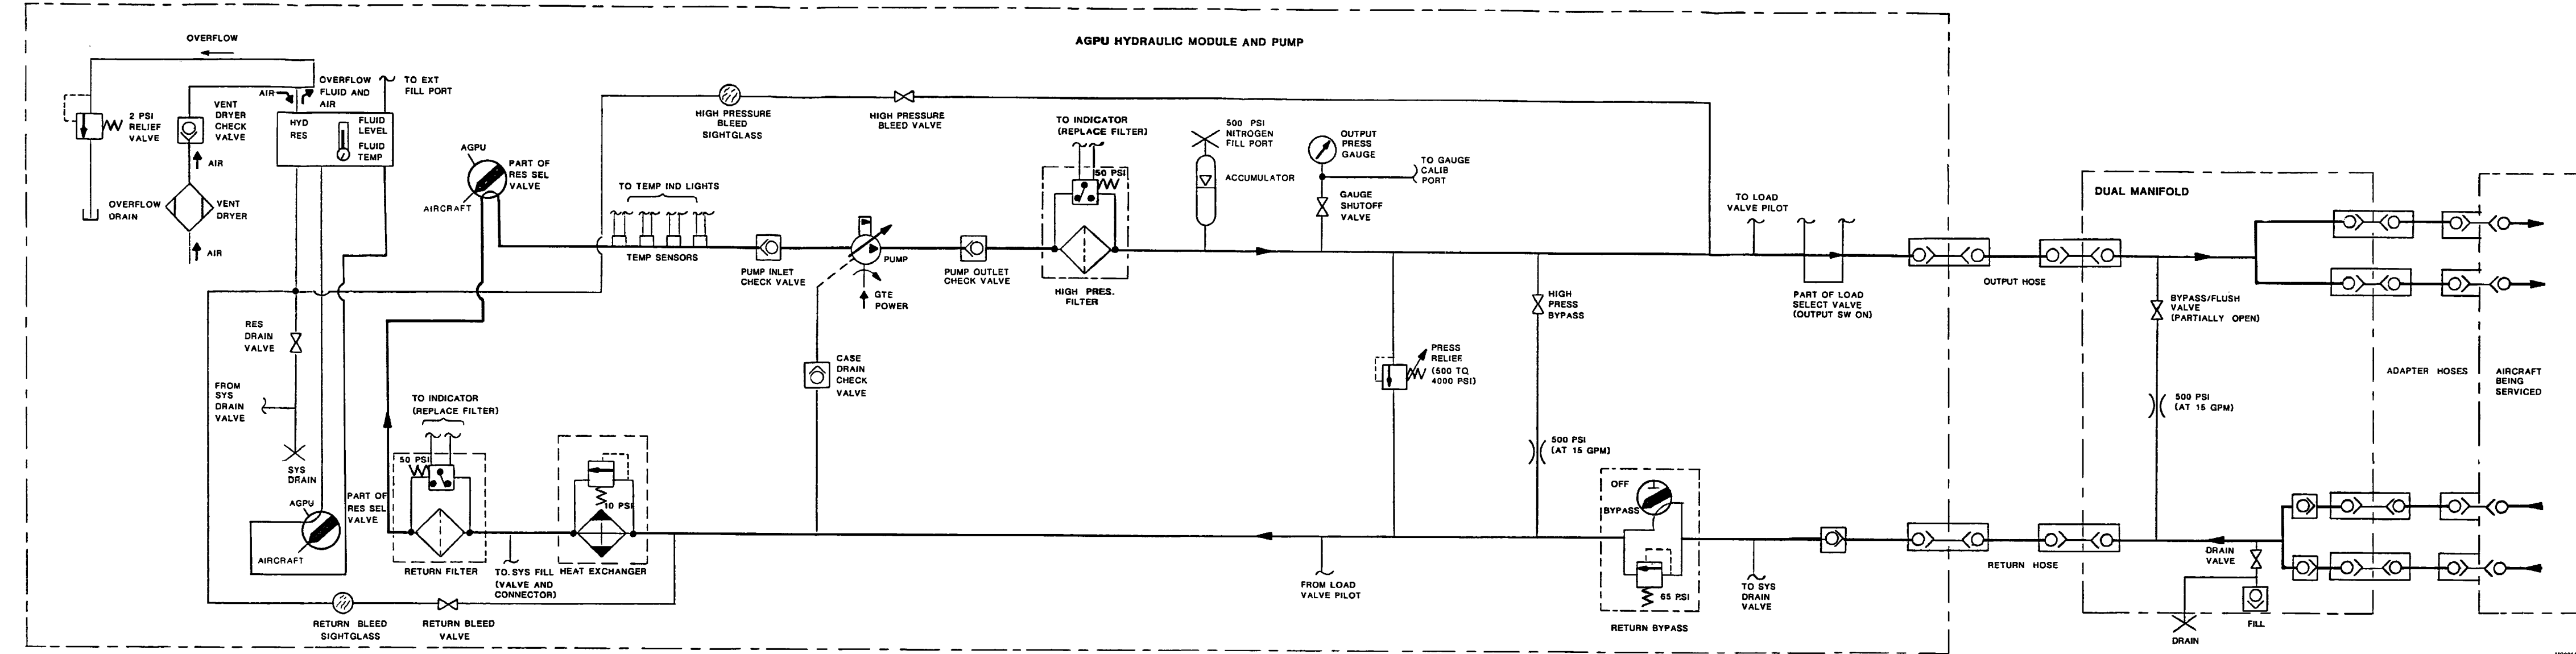 AGPU HYDRAULIC MODULE AND PUMP
OVERFLOW
OVERFLOW
FLUID AND
AIR
AIR
TO EXT
FILL PORT
2 PSI
RELIEF
VALVE
VENT
DRYER
CHECK
VALVE
HYD
RES
FLUID
LEVEL
FLUID
TEMP
AIR
OVERFLOW
DRAIN
VENT
DRYER
AIR
AGPU
PART OF
RES SEL
VALVE
AIRCRAFT
TO TEMP IND LIGHTS
TEMP SENSORS
HIGH PRESSURE
BLEED
SIGHTGLASS
HIGH PRESSURE
BLEED VALVE
PUMP INLET
CHECK VALVE
PUMP
GTE
POWER
PUMP OUTLET
CHECK VALVE
TO INDICATOR
(REPLACE FILTER)
50 PSI
HIGH PRES.
FILTER
500 PSI
NITROGEN
FILL PORT
ACCUMULATOR
OUTPUT
PRESS
GAUGE
TO GAUGE
CALIB
PORT
GAUGE
SHUTOFF
VALVE
HIGH
PRESS
BYPASS
PRESS
RELIEF
(500 TO
4000 PSI)
500 PSI
(AT 15 GPM)
TO LOAD
VALVE PILOT
PART OF LOAD
SELECT VALVE
(OUTPUT SW ON)
OUTPUT HOSE
DUAL MANIFOLD
BYPASS/FLUSH
VALVE
(PARTIALLY OPEN)
500 PSI
(AT 15 GPM)
ADAPTER HOSES
AIRCRAFT
BEING
SERVICED
RES
DRAIN
VALVE
FROM
SYS
DRAIN
VALVE
SYS
DRAIN
AGPU
PART OF
RES SEL
VALVE
AIRCRAFT
TO INDICATOR
(REPLACE FILTER)
50 PSI
RETURN FILTER
TO SYS FILL
(VALVE AND
CONNECTOR)
10 PSI
HEAT EXCHANGER
CASE
DRAIN
CHECK
VALVE
RETURN BLEED
SIGHTGLASS
RETURN BLEED
VALVE
FROM LOAD
VALVE PILOT
OFF
BYPASS
65 PSI
RETURN BYPASS
TO SYS
DRAIN
VALVE
RETURN HOSE
DRAIN
VALVE
DRAIN
FILL